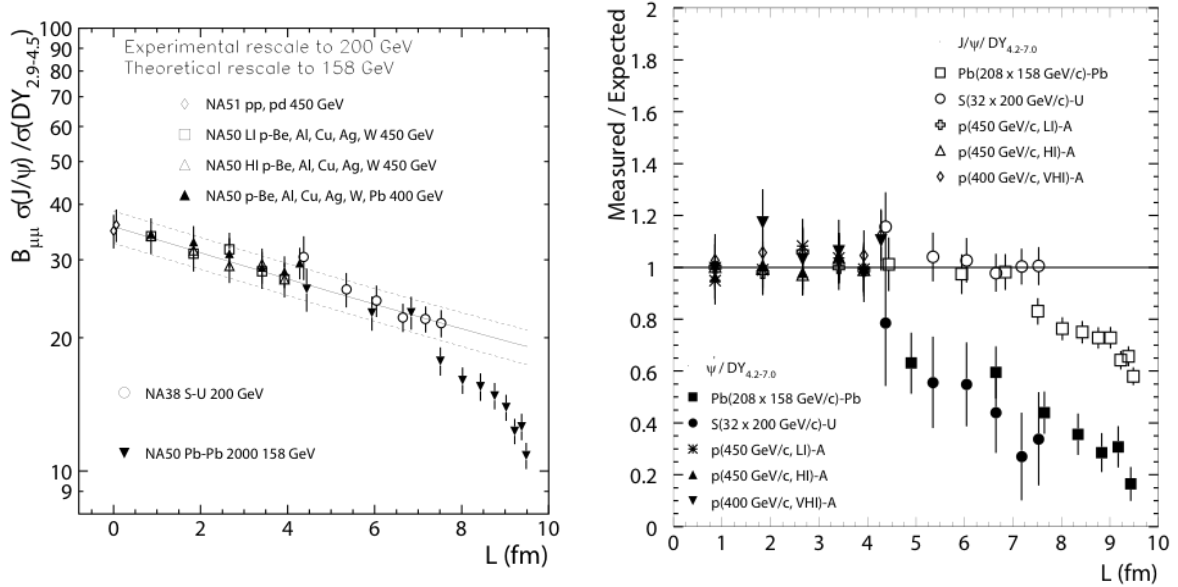 B_μμ σ(J/ψ) /σ(DY_2.9-4.5)
100
90
80
70
60
50
40
30
20
10
9
Experimental rescale to 200 GeV
Theoretical rescale to 158 GeV
NA51 pp, pd 450 GeV
NA50 LI p-Be, Al, Cu, Ag, W 450 GeV
NA50 HI p-Be, Al, Cu, Ag, W 450 GeV
NA50 p-Be, Al, Cu, Ag, W, Pb 400 GeV
NA38 S-U 200 GeV
NA50 Pb-Pb 2000 158 GeV
0 2 4 6 8 10
L (fm)
Measured / Expected
2
1.8
1.6
1.4
1.2
1
0.8
0.6
0.4
0.2
0
J/ψ/ DY_4.2-7.0
Pb(208 x 158 GeV/c)-Pb
S(32 x 200 GeV/c)-U
p(450 GeV/c, LI)-A
p(450 GeV/c, HI)-A
p(400 GeV/c, VHI)-A
ψ / DY_4.2-7.0
Pb(208 x 158 GeV/c)-Pb
S(32 x 200 GeV/c)-U
p(450 GeV/c, LI)-A
p(450 GeV/c, HI)-A
p(400 GeV/c, VHI)-A
0 1 2 3 4 5 6 7 8 9 10
L (fm)